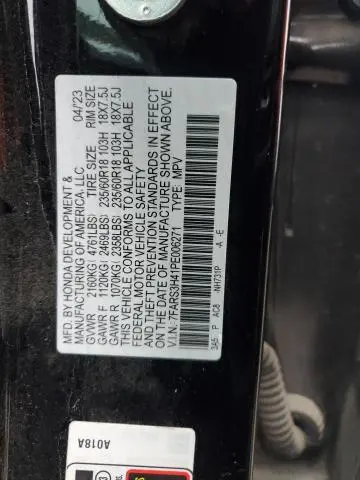 MFD. BY HONDA DEVELOPMENT & 04/23
MANUFACTURING OF AMERICA, LLC
TIRE SIZE RIM SIZE
GVWR 2160KG( 4761LBS)
GAWR F 1120KG( 2469LBS) 235/60R18 103H 18X7.5J
GAWR R 1070KG( 2358LBS) 235/60R18 103H 18X7.5J
THIS VEHICLE CONFORMS TO ALL APPLICABLE
FEDERAL MOTOR VEHICLE SAFETY
AND THEFT PREVENTION STANDARDS IN EFFECT
ON THE DATE OF MANUFACTURE SHOWN ABOVE.
V.I.N.: 7FARS3H41PE006271 TYPE: MPV
3A5 P AC8 -NH731P -A -E
A018A